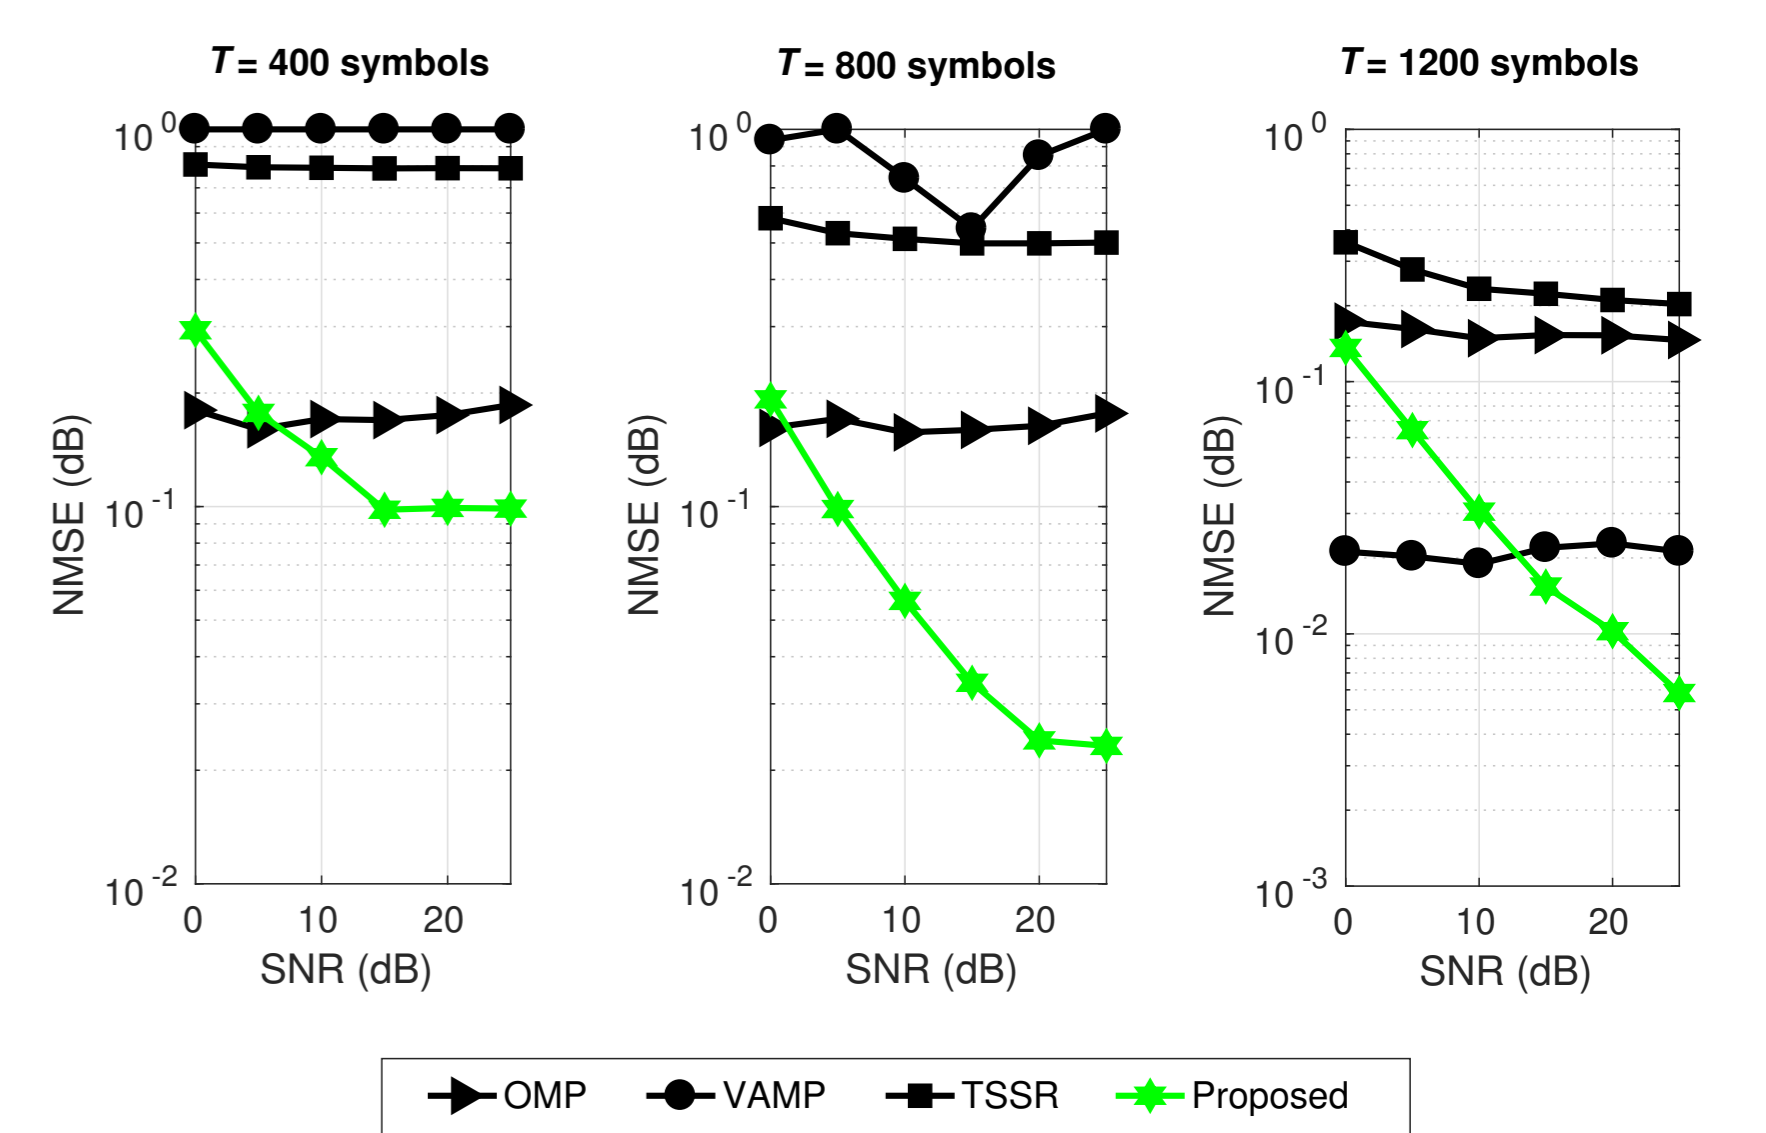 T = 400 symbols
T = 800 symbols
T = 1200 symbols
10^0
10^-1
10^-2
NMSE (dB)
0 10 20
SNR (dB)
10^0
10^-1
10^-2
NMSE (dB)
0 10 20
SNR (dB)
10^0
10^-1
10^-2
10^-3
NMSE (dB)
0 10 20
SNR (dB)
OMP VAMP TSSR Proposed